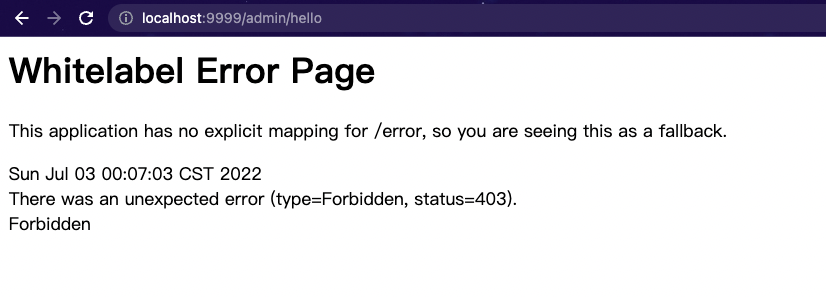 localhost:9999/admin/hello
Whitelabel Error Page
This application has no explicit mapping for /error, so you are seeing this as a fallback.
Sun Jul 03 00:07:03 CST 2022
There was an unexpected error (type=Forbidden, status=403).
Forbidden